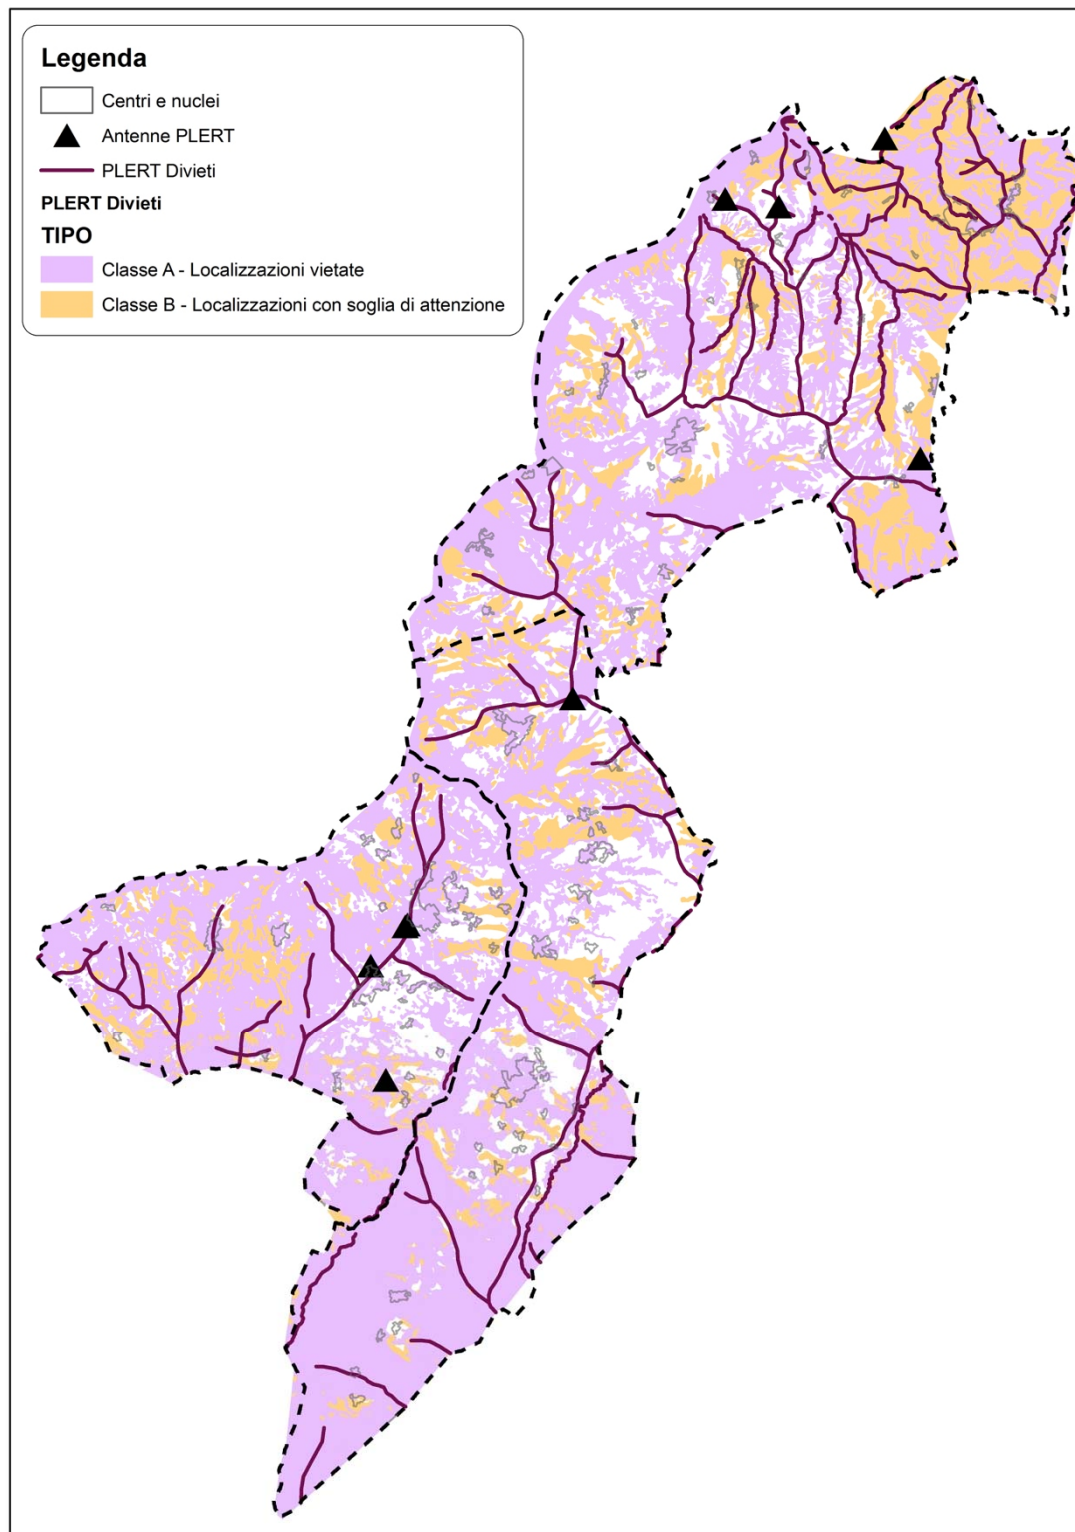 Legenda
Centri e nuclei
Antenne PLERT
PLERT Divieti
PLERT Divieti
TIPO
Classe A - Localizzazioni vietate
Classe B - Localizzazioni con soglia di attenzione